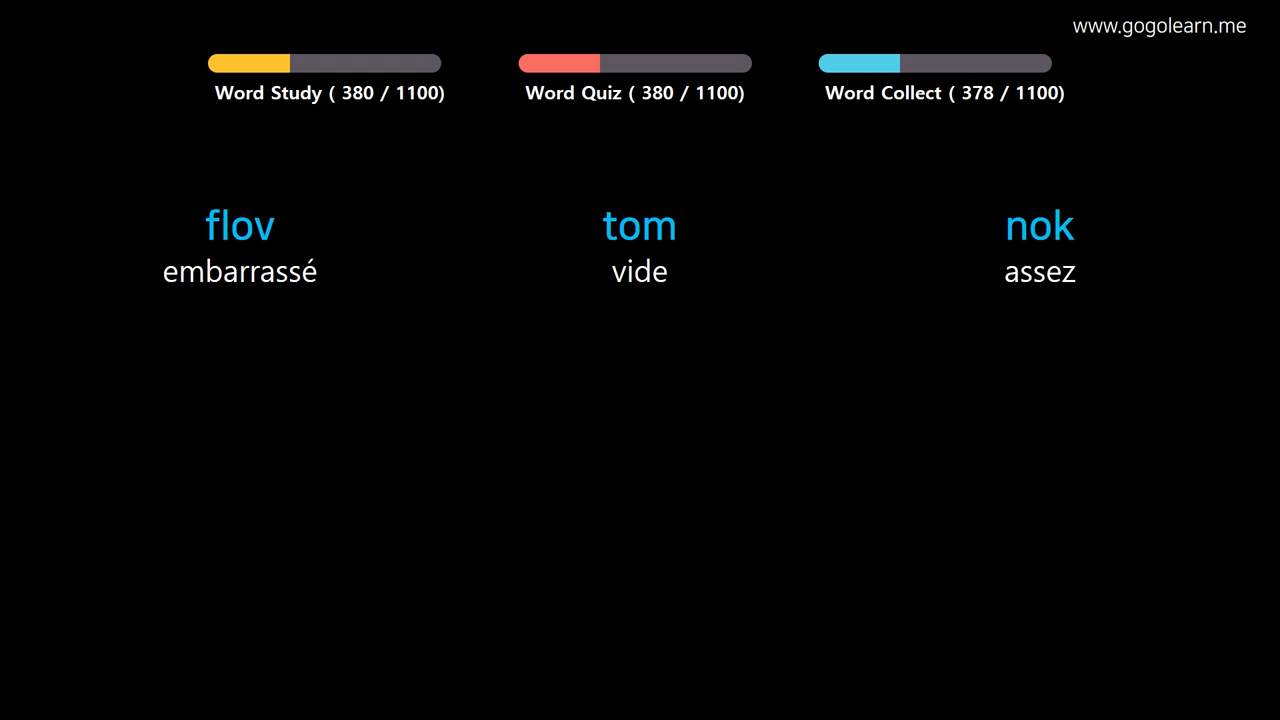 www.gogolearn.me
Word Study ( 380 / 1100)
Word Quiz ( 380 / 1100)
Word Collect ( 378 / 1100)
flov
embarrassé
tom
vide
nok
assez